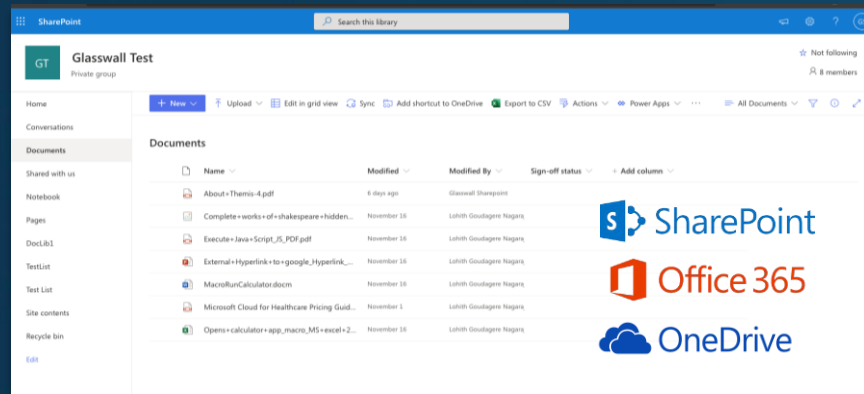 SharePoint
Search this library
?
GT
Glasswall Test
Private group
Not following
8 members
Home
Conversations
Documents
Shared with us
Notebook
Pages
DocLib1
TestList
Test List
Site contents
Recycle bin
Edit
+ New
Upload
Edit in grid view
Sync
Add shortcut to OneDrive
Export to CSV
Actions
Power Apps
···
All Documents
Documents
Name Modified Modified By Sign-off status + Add column
About+Themis-4.pdf 6 days ago Glasswall Sharepoint
Complete+works+of+shakespeare+hidden... November 16 Lohith Goudagere Nagaraj
Execute+Java+Script_JS_PDF.pdf November 16 Lohith Goudagere Nagaraj
External+Hyperlink+to+google_Hyperlink_... November 16 Lohith Goudagere Nagaraj
MacroRunCalculator.docm November 16 Lohith Goudagere Nagaraj
Microsoft Cloud for Healthcare Pricing Guid... November 1 Lohith Goudagere Nagaraj
Opens+calculator+app_macro_MS+excel+2... November 16 Lohith Goudagere Nagaraj
SharePoint
Office 365
OneDrive